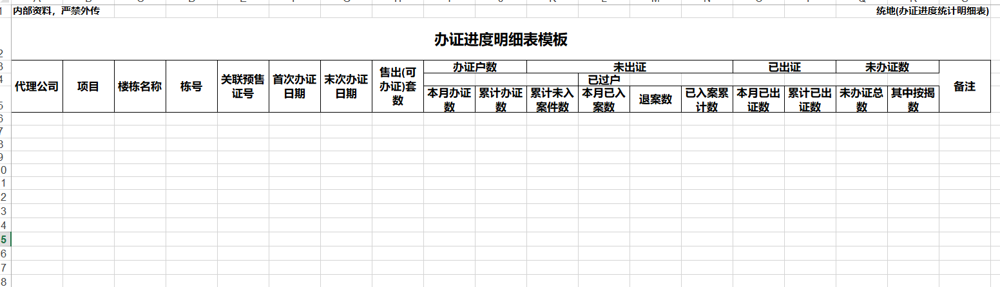 内部资料，严禁外传
统地(办证进度统计明细表)
办证进度明细表模板
代理公司
项目
楼栋名称
栋号
关联预售
证号
首次办证
日期
末次办证
日期
售出(可
办证)套
数
办证户数
未出证
已出证
未办证数
备注
已过户
本月办证
数
累计办证
数
累计未入
案件数
本月已入
案数
退案数
已入案累
计数
本月已出
证数
累计已出
证数
未办证总
数
其中按揭
数